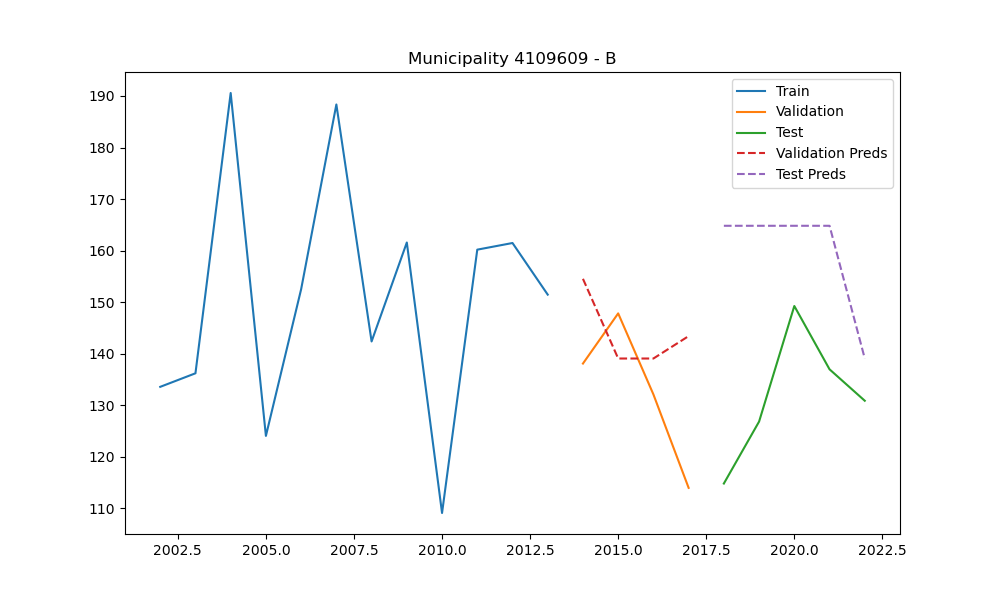 Municipality 4109609 - B
Train
Validation
Test
Validation Preds
Test Preds
190
180
170
160
150
140
130
120
110
2002.5 2005.0 2007.5 2010.0 2012.5 2015.0 2017.5 2020.0 2022.5